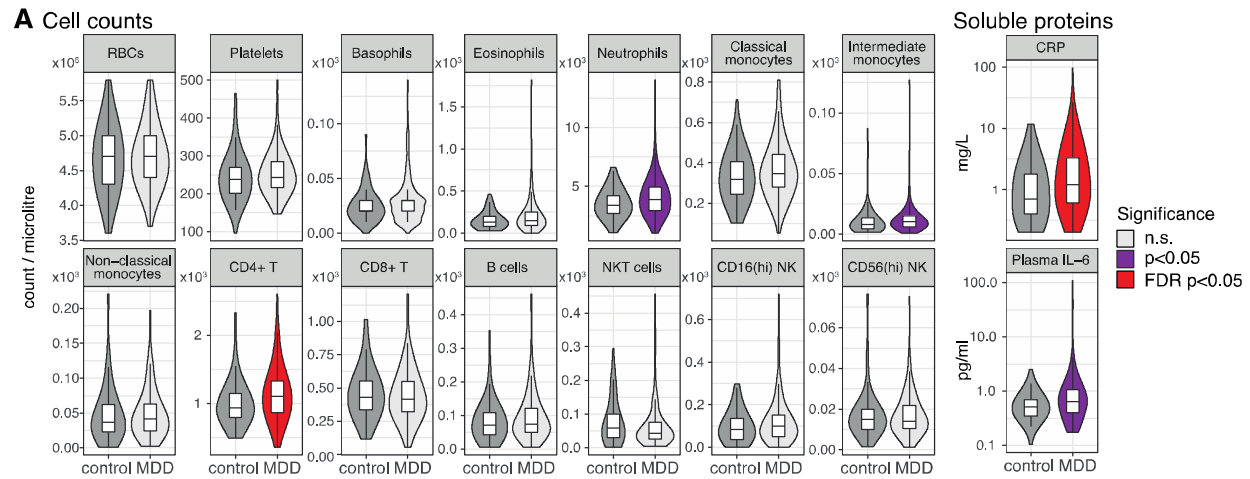 A Cell counts
Soluble proteins
RBCs
Platelets
Basophils
Eosinophils
Neutrophils
Classical
monocytes
Intermediate
monocytes
CRP
x10⁶
x10³
x10³
x10³
x10³
x10³
5.5
5.0
4.5
4.0
3.5
500
400
300
200
100
0.10
0.05
0.00
1.5
1.0
0.5
0.0
10
5
0.8
0.6
0.4
0.2
0.10
0.05
0.00
100
10
1
mg/L
count / microlitre
Significance
n.s.
p<0.05
FDR p<0.05
Non–classical
monocytes
CD4+ T
CD8+ T
B cells
NKT cells
CD16(hi) NK
CD56(hi) NK
Plasma IL–6
x10³
x10³
x10³
x10³
x10³
x10³
x10³
0.20
0.15
0.10
0.05
0.00
2
1
1.00
0.75
0.50
0.25
0.00
0.4
0.3
0.2
0.1
0.0
0.4
0.3
0.2
0.1
0.0
0.6
0.4
0.2
0.0
0.06
0.04
0.02
0.00
100.0
10.0
1.0
0.1
pg/ml
control MDD
control MDD
control MDD
control MDD
control MDD
control MDD
control MDD
control MDD